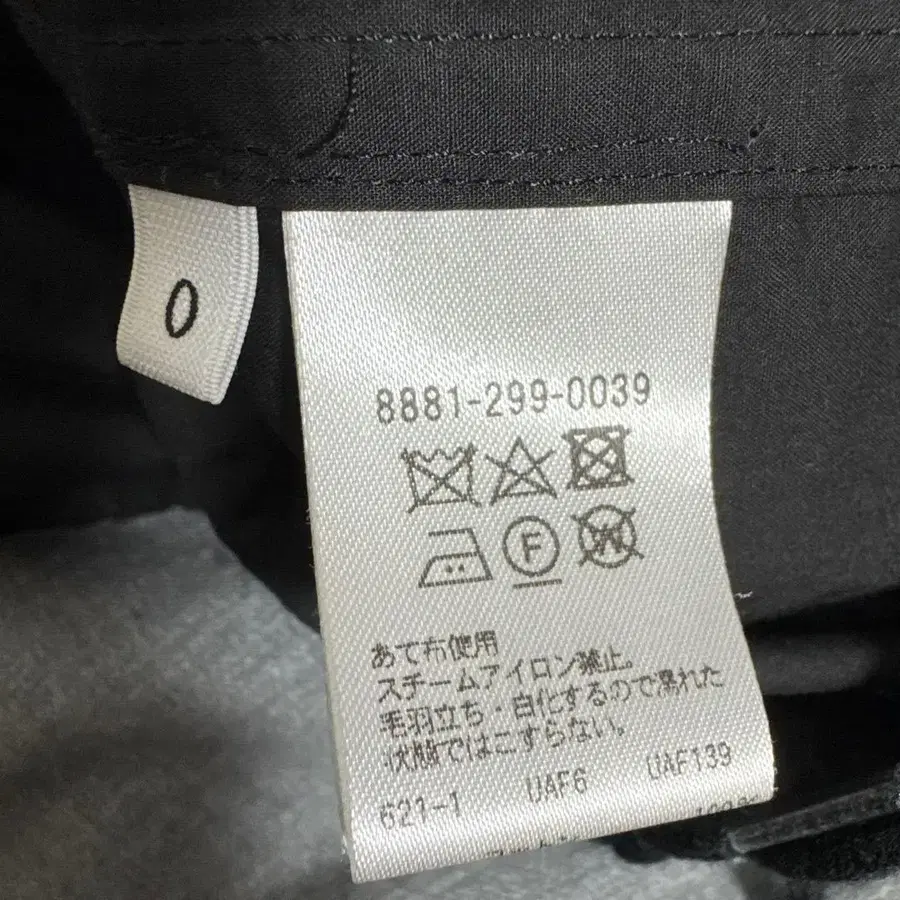 0
8881-299-0039
F
W
あて布使用
スチームアイロン禁止。
毛羽立ち・白化するので濡れた
状態ではこすらない。
621-1 UAF6 UAF139